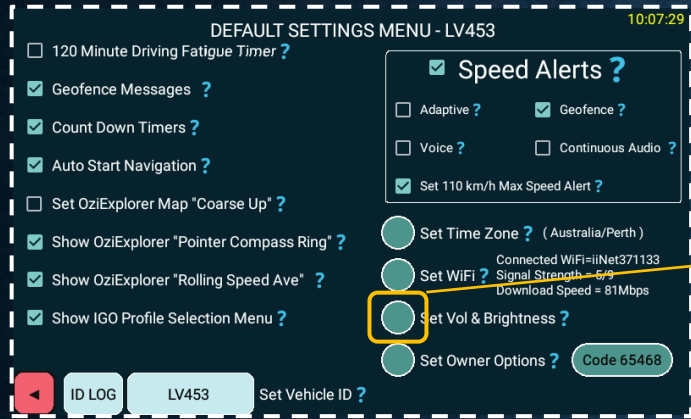 10:07:29
DEFAULT SETTINGS MENU - LV453
120 Minute Driving Fatigue Timer ?
Geofence Messages ?
Count Down Timers ?
Auto Start Navigation ?
Set OziExplorer Map "Coarse Up" ?
Show OziExplorer "Pointer Compass Ring" ?
Show OziExplorer "Rolling Speed Ave" ?
Show IGO Profile Selection Menu ?
Speed Alerts ?
Adaptive ? Geofence ?
Voice ? Continuous Audio ?
Set 110 km/h Max Speed Alert ?
Set Time Zone ? ( Australia/Perth )
Set WiFi ? Connected WiFi=iiNet371133
Signal Strength = 5/9
Download Speed = 81Mbps
Set Vol & Brightness ?
Set Owner Options ? Code 65468
ID LOG LV453 Set Vehicle ID ?